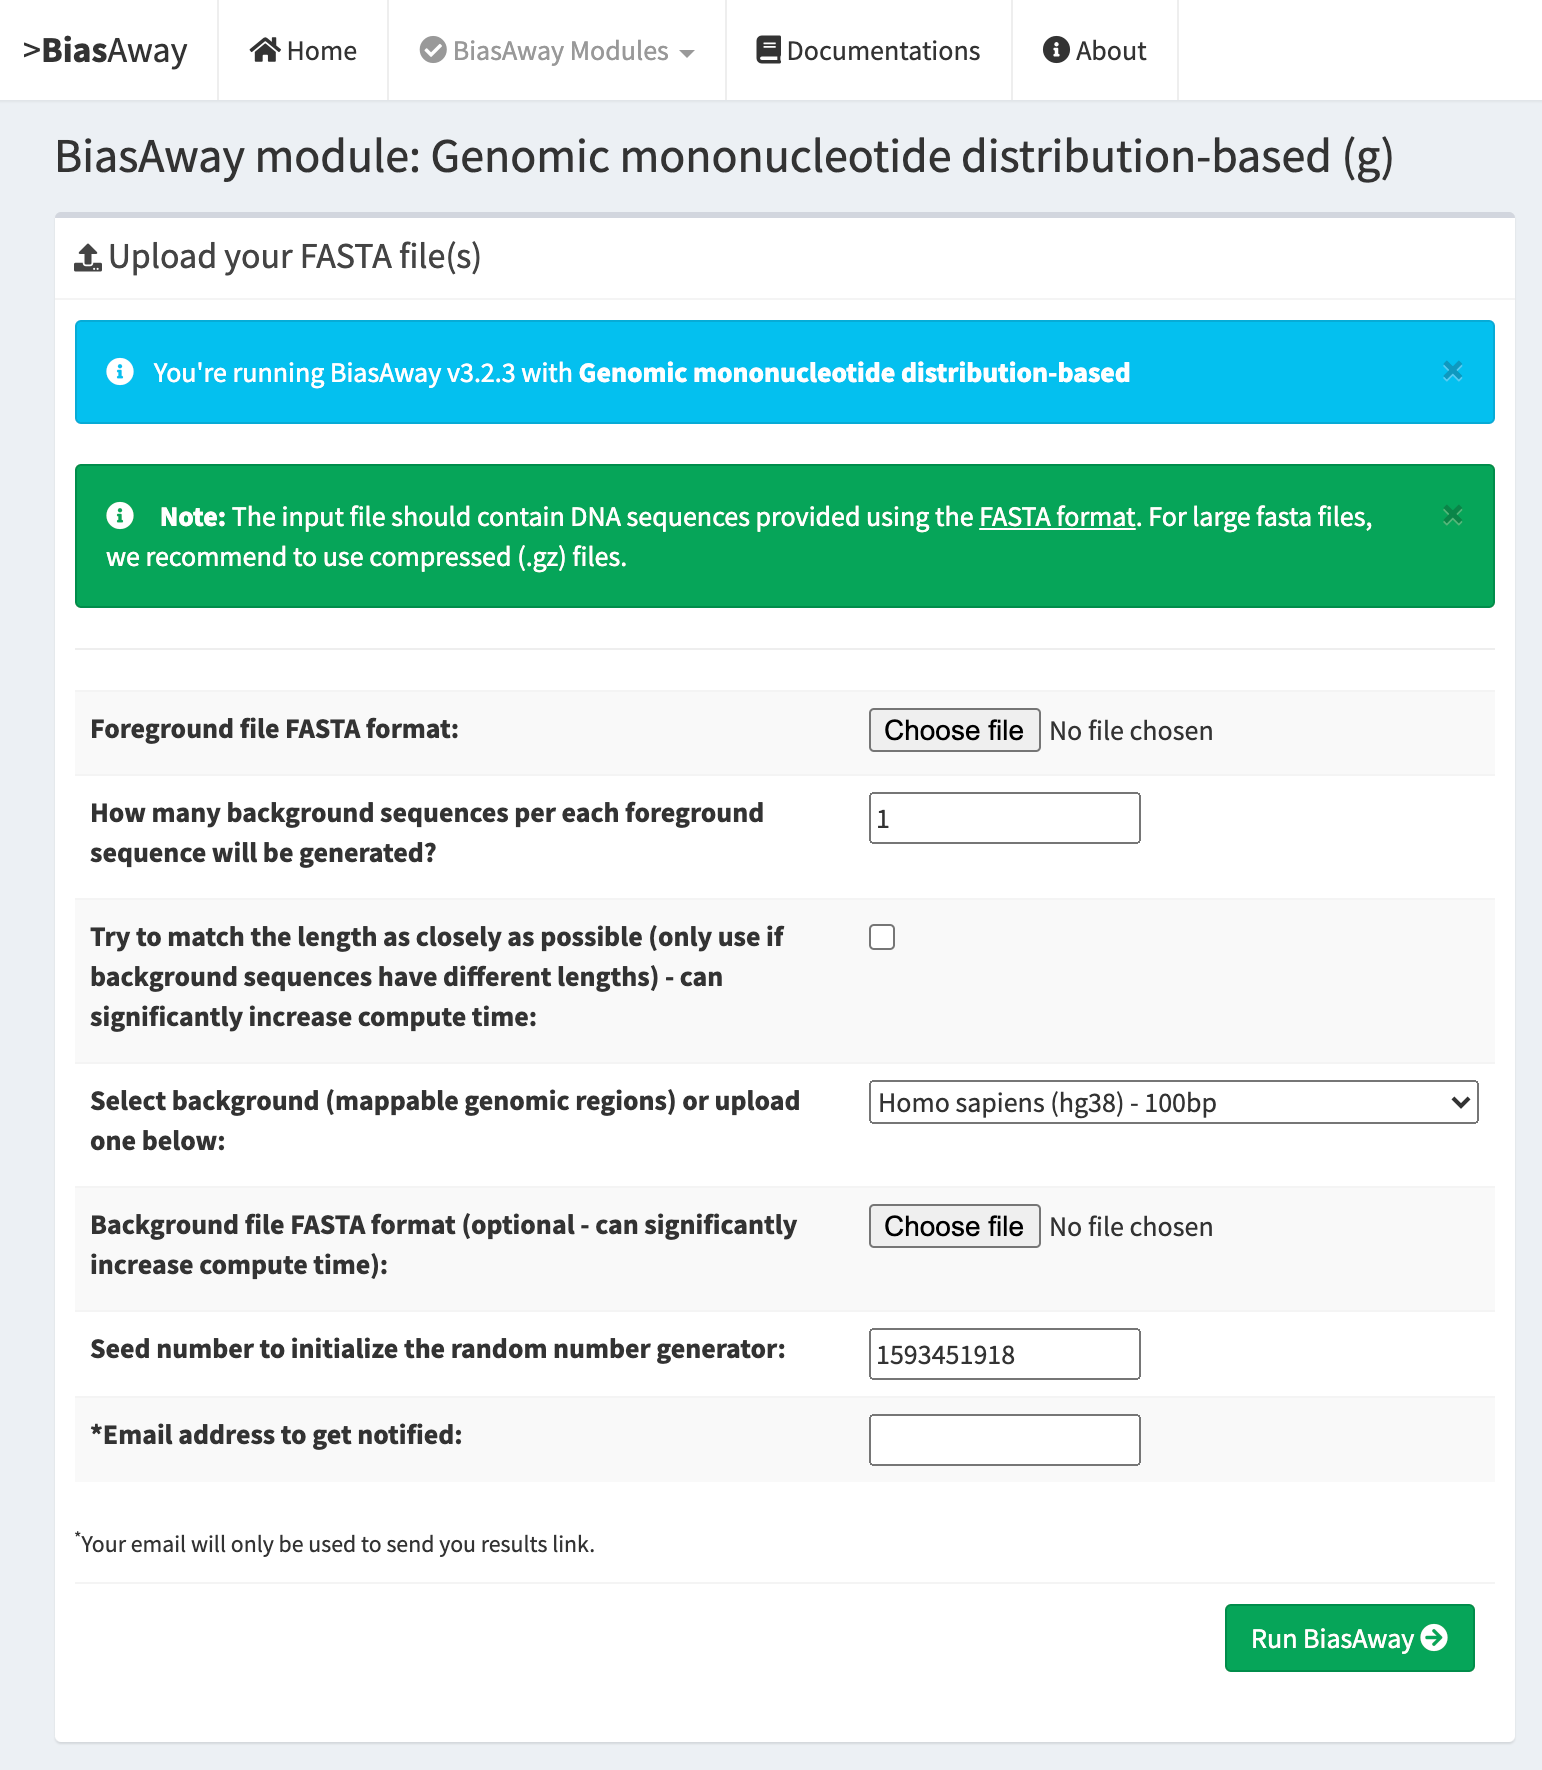 >BiasAway
Home
BiasAway Modules
Documentations
About
BiasAway module: Genomic mononucleotide distribution-based (g)
Upload your FASTA file(s)
You're running BiasAway v3.2.3 with Genomic mononucleotide distribution-based
Note: The input file should contain DNA sequences provided using the FASTA format. For large fasta files,
we recommend to use compressed (.gz) files.
Foreground file FASTA format:
Choose file No file chosen
How many background sequences per each foreground
sequence will be generated?
1
Try to match the length as closely as possible (only use if
background sequences have different lengths) - can
significantly increase compute time:
Select background (mappable genomic regions) or upload
one below:
Homo sapiens (hg38) - 100bp
Background file FASTA format (optional - can significantly
increase compute time):
Choose file No file chosen
Seed number to initialize the random number generator:
1593451918
*Email address to get notified:
*Your email will only be used to send you results link.
Run BiasAway